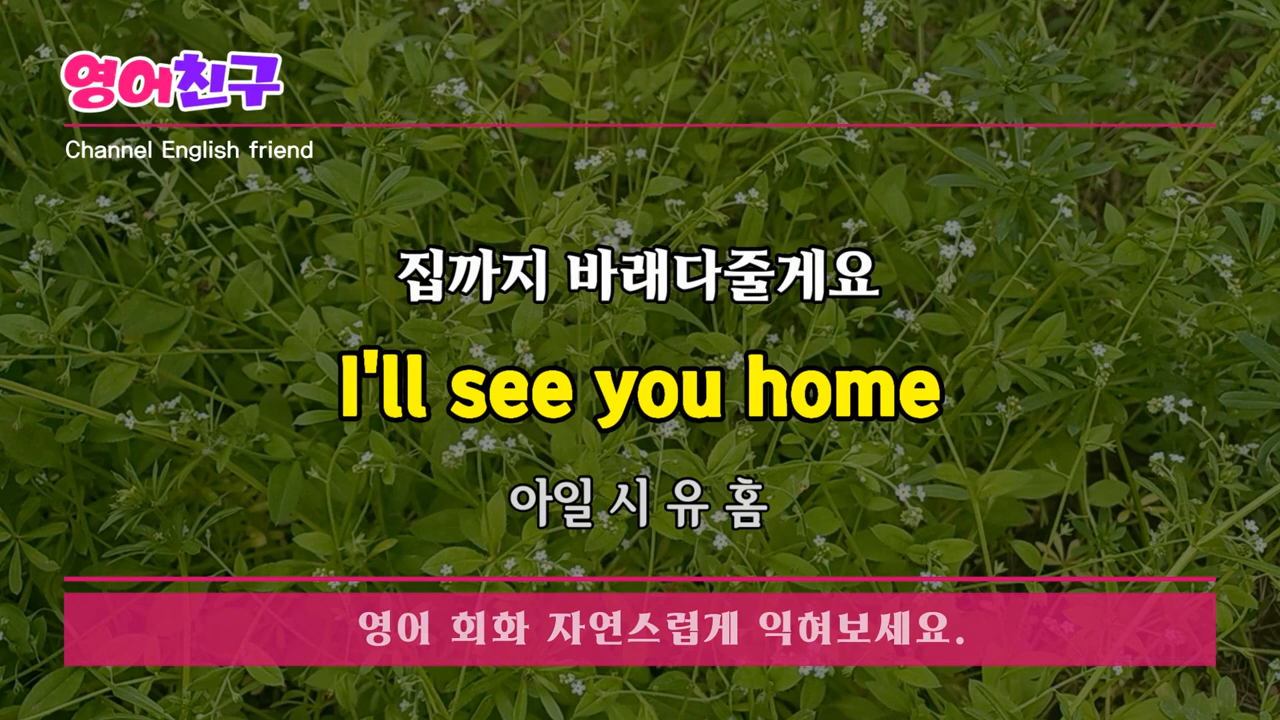 영어친구
Channel English friend
집까지 바래다줄게요
I'll see you home
아일 시 유 홈
영어 회화 자연스럽게 익혀보세요.